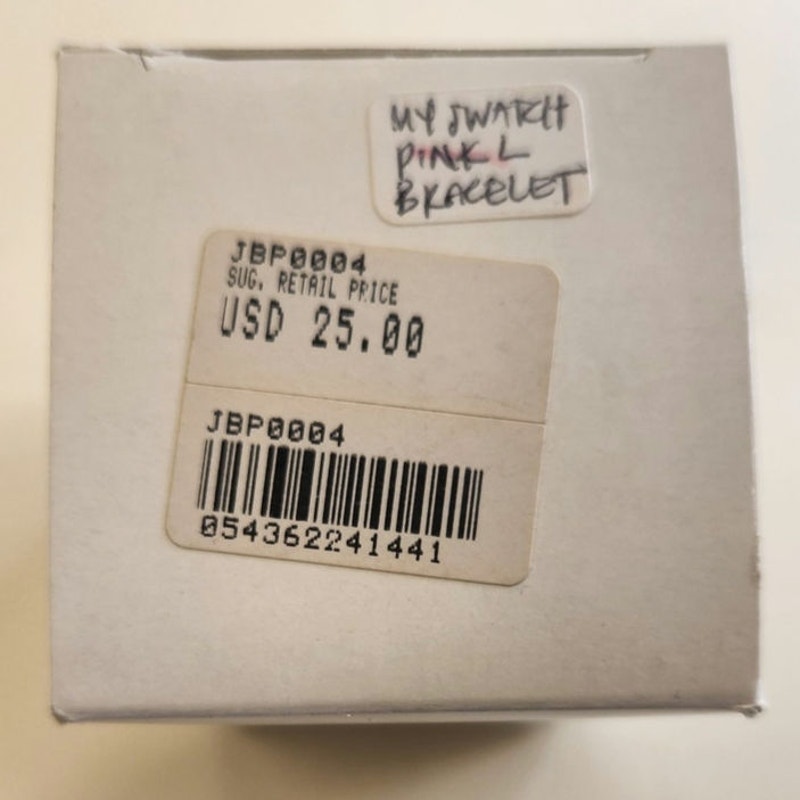 MY SWATCH
PINK L
BRACELET
JBP0004
SUG. RETAIL PRICE
USD 25.00
JBP0004
054362241441